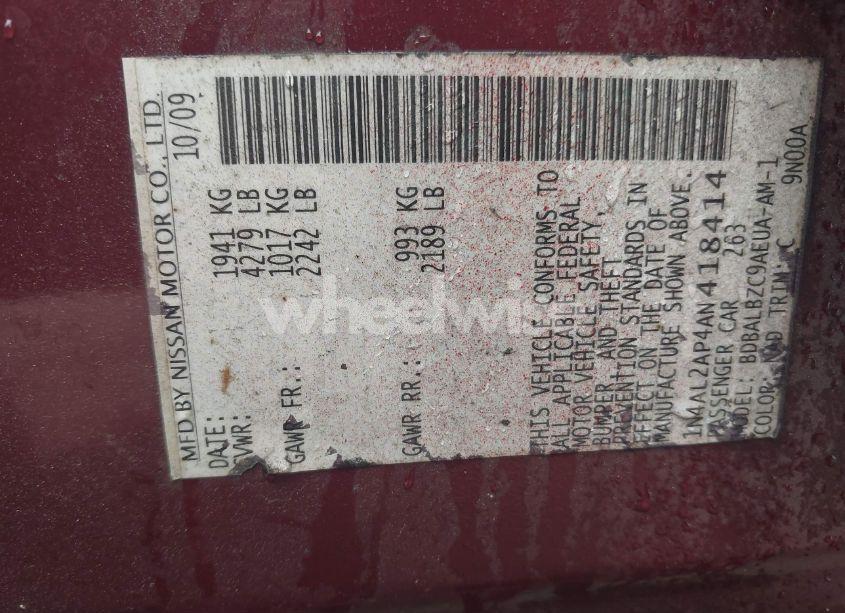 MFD BY NISSAN MOTOR CO., LTD.
DATE: 10/09
GVWR: 1941 KG
4279 LB
GAWR FR.: 1017 KG
2242 LB
GAWR RR.: 993 KG
2189 LB
THIS VEHICLE CONFORMS TO
ALL APPLICABLE FEDERAL
MOTOR VEHICLE SAFETY,
BUMPER AND THEFT
PREVENTION STANDARDS IN
EFFECT ON THE DATE OF
MANUFACTURE SHOWN ABOVE.
1N4AL2AP4AN418414
PASSENGER CAR 263
MODEL: BDBALBZC9AEUA-AM-1
COLOR: NAD TRIM: C 9N00A
wheelwise